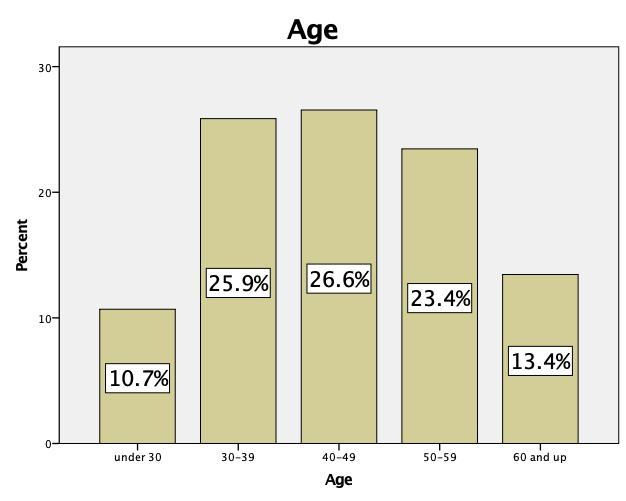 Age
Percent
30
20
10
0
10.7%
25.9%
26.6%
23.4%
13.4%
under 30
30-39
40-49
50-59
60 and up
Age